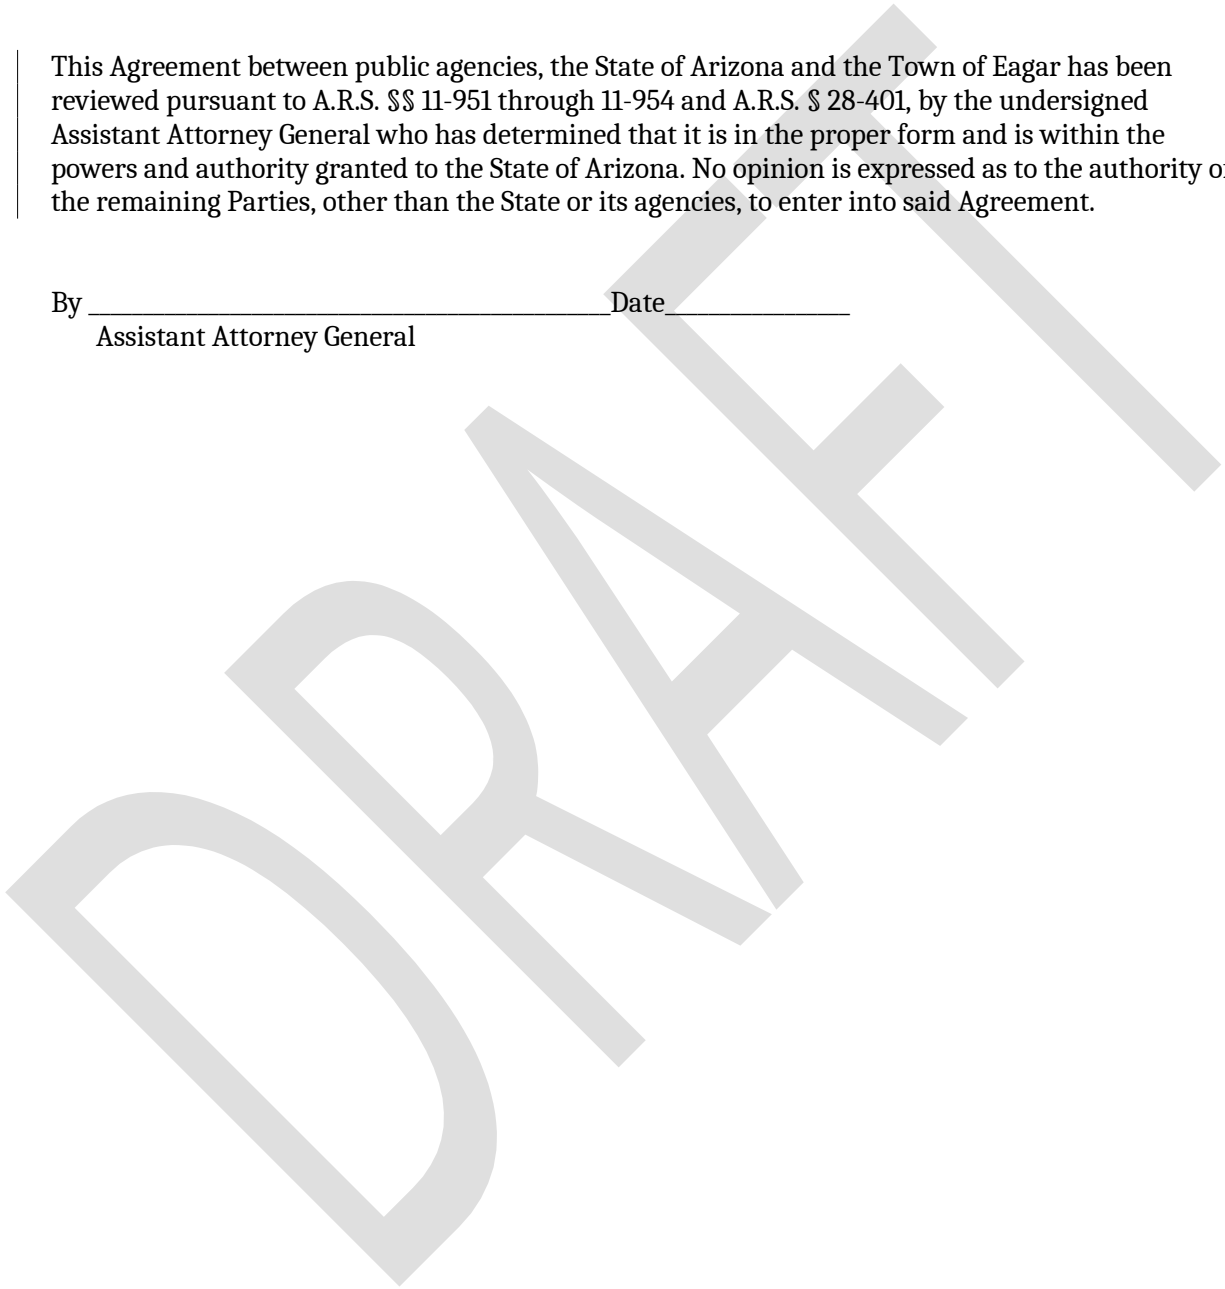 This Agreement between public agencies, the State of Arizona and the Town of Eagar has been
reviewed pursuant to A.R.S. §§ 11-951 through 11-954 and A.R.S. § 28-401, by the undersigned
Assistant Attorney General who has determined that it is in the proper form and is within the
powers and authority granted to the State of Arizona. No opinion is expressed as to the authority of
the remaining Parties, other than the State or its agencies, to enter into said Agreement.
By ______________________________________Date_____________
Assistant Attorney General
DRAFT